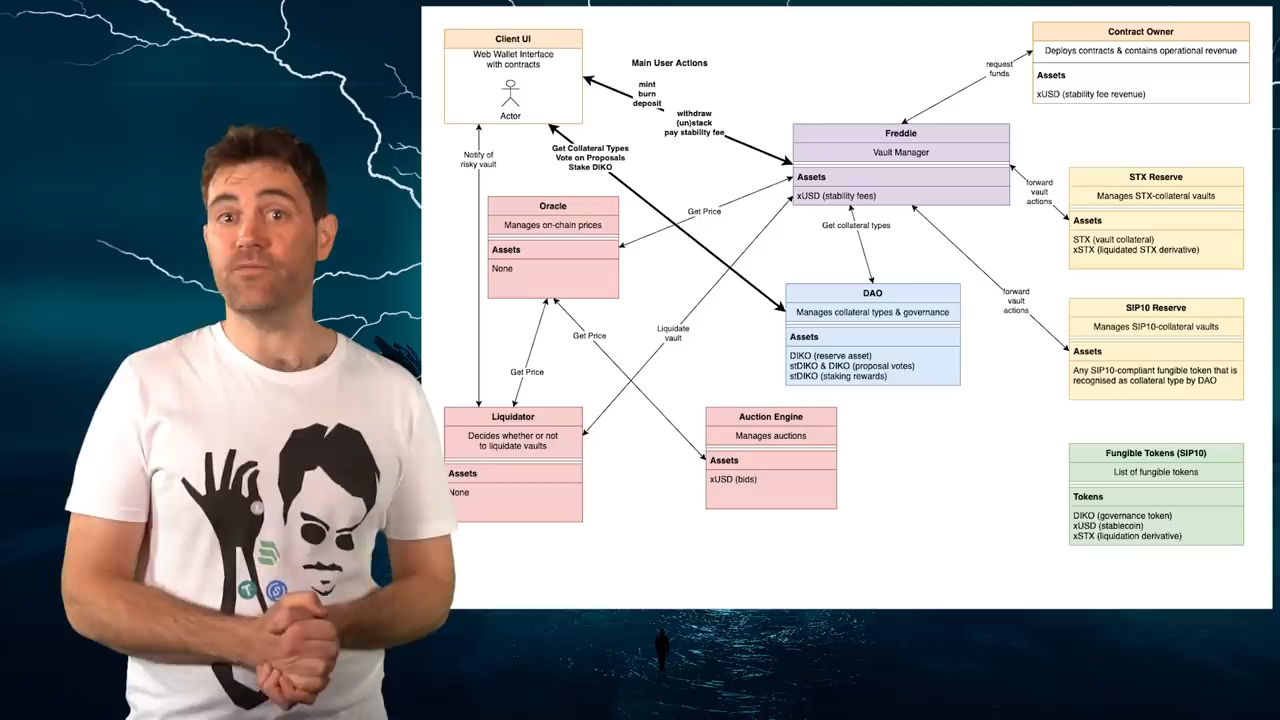 Client UI
Web Wallet Interface
with contracts
Actor
Main User Actions
mint
burn
deposit
withdraw
(un)stack
pay stability fee
request
funds
Contract Owner
Deploys contracts & contains operational revenue
Assets
xUSD (stability fee revenue)
Notify of
risky vault
Get Collateral Types
Vote on Proposals
Stake DIKO
Freddie
Vault Manager
Assets
xUSD (stability fees)
forward
vault
actions
STX Reserve
Manages STX-collateral vaults
Assets
STX (vault collateral)
xSTX (liquidated STX derivative)
Oracle
Manages on-chain prices
Assets
None
Get Price
Get collateral types
DAO
Manages collateral types & governance
Assets
DIKO (reserve asset)
stDIKO & DIKO (proposal votes)
stDIKO (staking rewards)
forward
vault
actions
SIP10 Reserve
Manages SIP10-collateral vaults
Assets
Any SIP10-compliant fungible token that is
recognised as collateral type by DAO
Get Price
Liquidate
vault
Get Price
Liquidator
Decides whether or not
to liquidate vaults
Assets
None
Auction Engine
Manages auctions
Assets
xUSD (bids)
Fungible Tokens (SIP10)
List of fungible tokens
Tokens
DIKO (governance token)
xUSD (stablecoin)
xSTX (liquidation derivative)